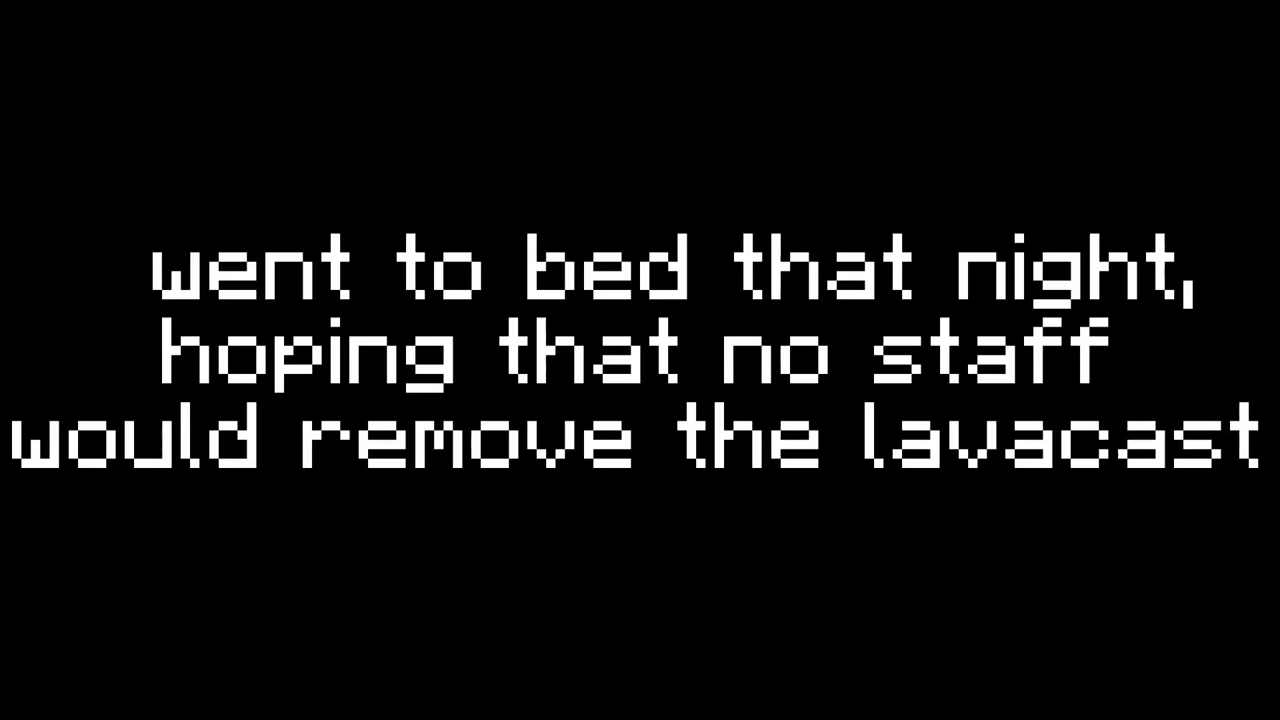 went to bed that night,
hoping that no staff
would remove the lavacast